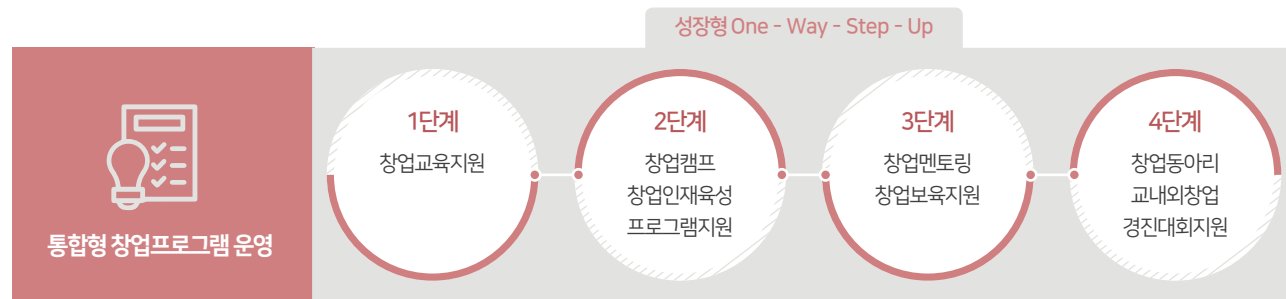 성장형 One - Way - Step - Up
통합형 창업프로그램 운영
1단계
창업교육지원
2단계
창업캠프
창업인재육성
프로그램지원
3단계
창업멘토링
창업보육지원
4단계
창업동아리
교내외창업
경진대회지원